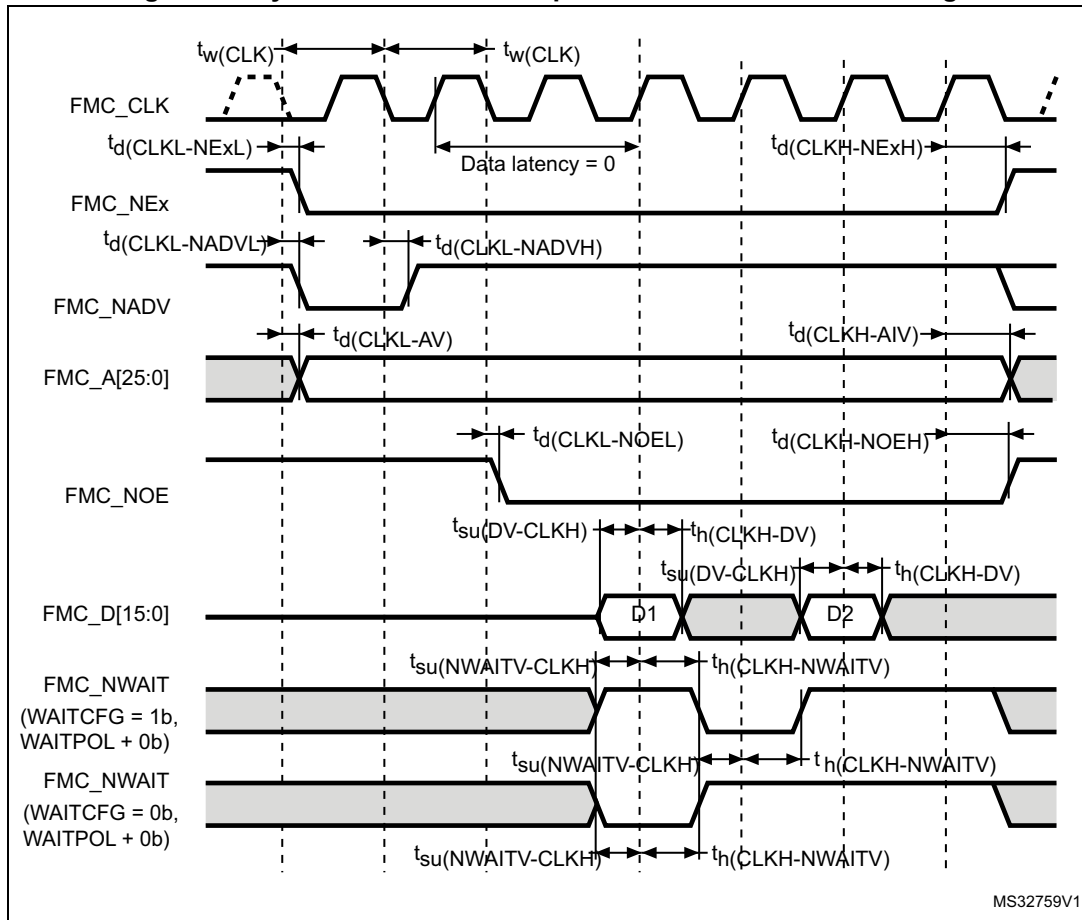 tw(CLK)
tw(CLK)
FMC_CLK
td(CLKL-NExL)
Data latency = 0
td(CLKH-NExH)
FMC_NEx
td(CLKL-NADVL)
td(CLKL-NADVH)
FMC_NADV
td(CLKL-AV)
td(CLKH-AIV)
FMC_A[25:0]
td(CLKL-NOEL)
td(CLKH-NOEH)
FMC_NOE
tsu(DV-CLKH)
th(CLKH-DV)
tsu(DV-CLKH)
th(CLKH-DV)
FMC_D[15:0]
D1
D2
tsu(NWAITV-CLKH)
th(CLKH-NWAITV)
FMC_NWAIT
(WAITCFG = 1b,
WAITPOL + 0b)
tsu(NWAITV-CLKH)
t h(CLKH-NWAITV)
FMC_NWAIT
(WAITCFG = 0b,
WAITPOL + 0b)
tsu(NWAITV-CLKH)
th(CLKH-NWAITV)
MS32759V1